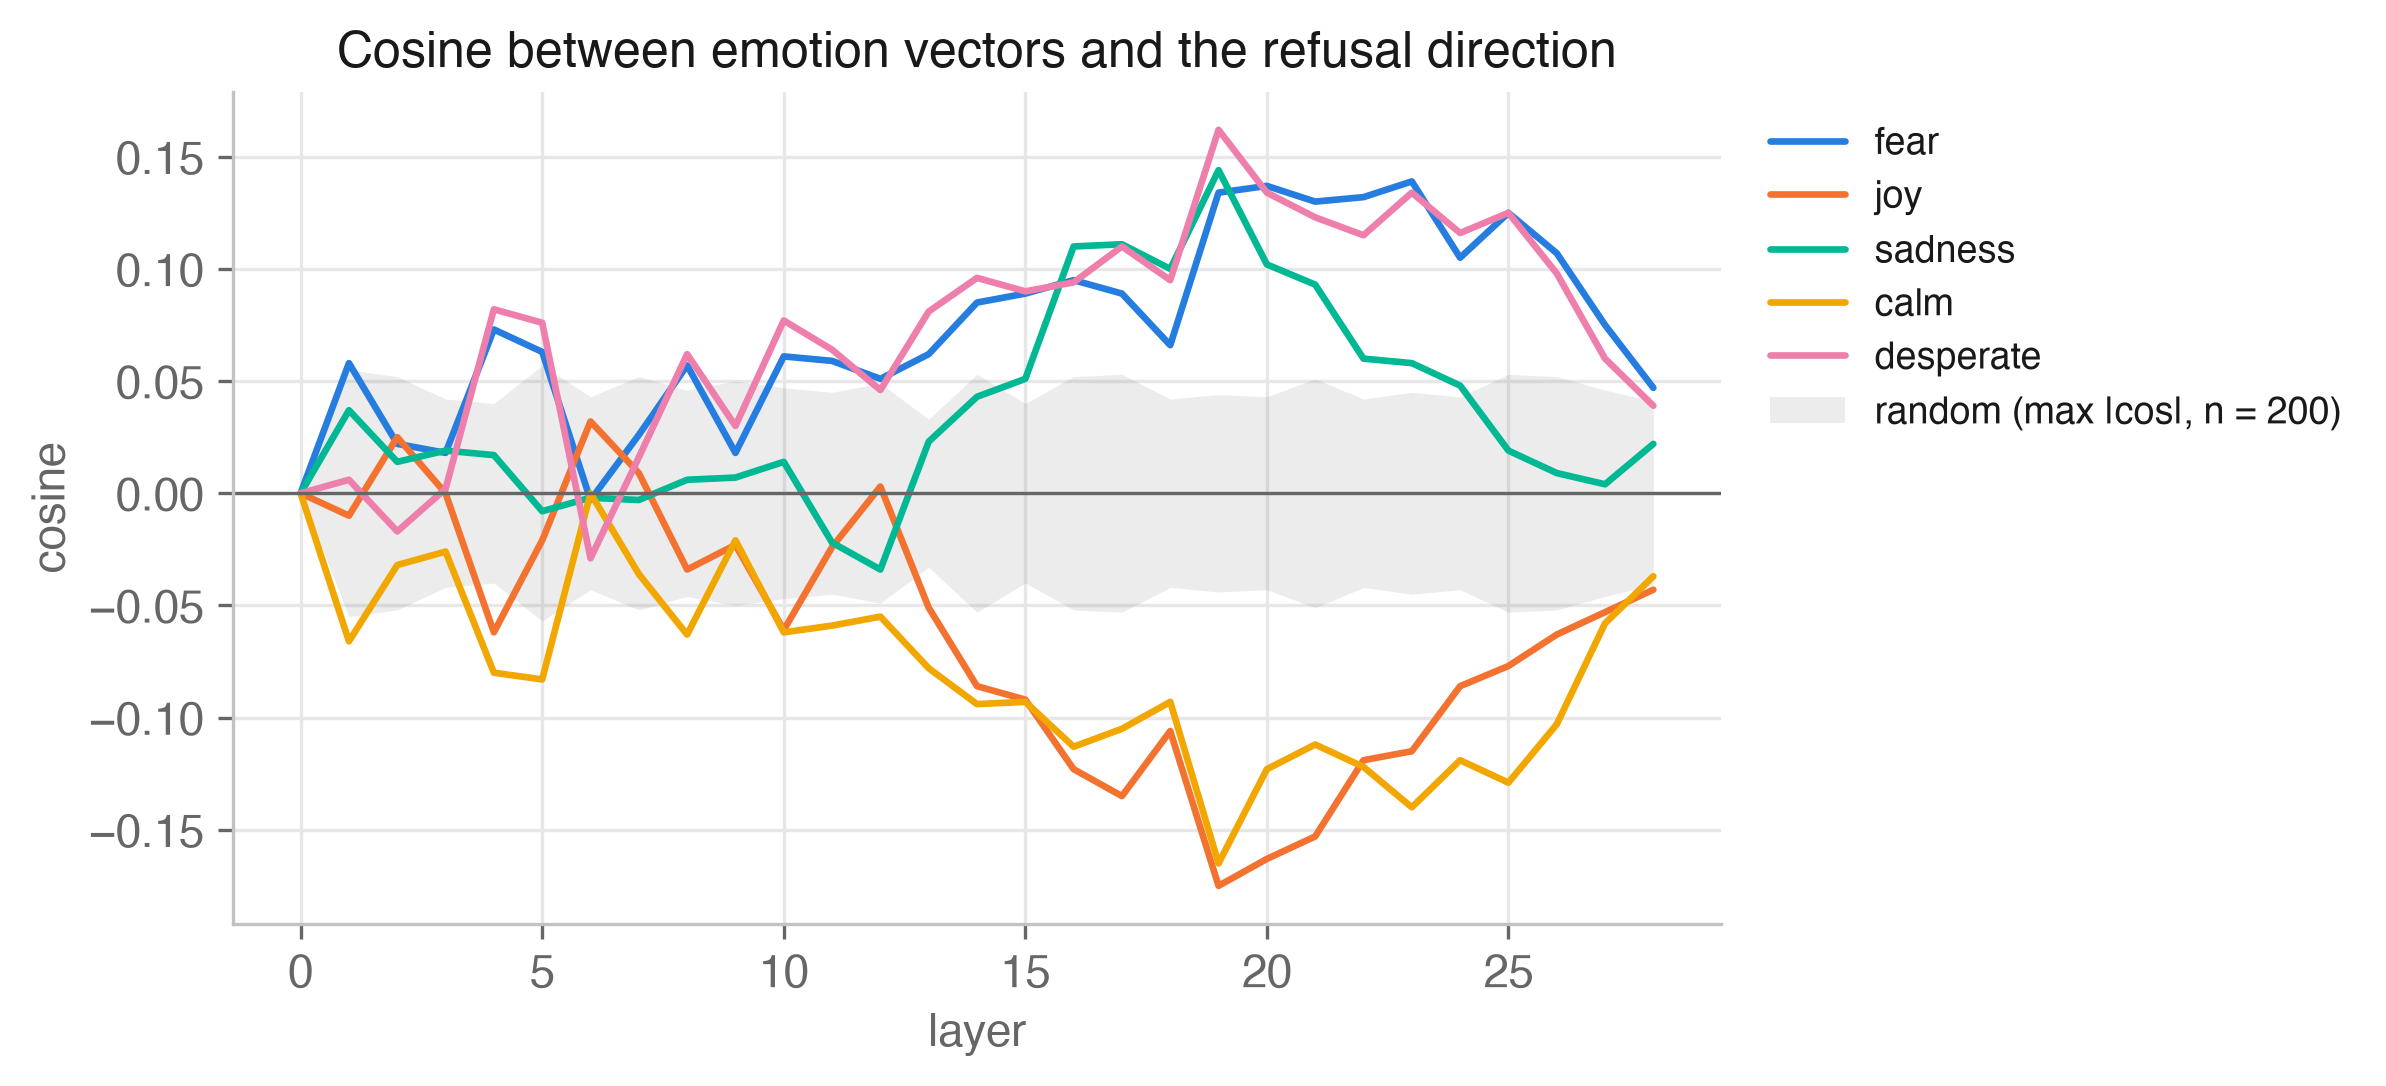 Cosine between emotion vectors and the refusal direction
cosine
0.15
0.10
0.05
0.00
−0.05
−0.10
−0.15
0 5 10 15 20 25
layer
fear
joy
sadness
calm
desperate
random (max |cos|, n = 200)